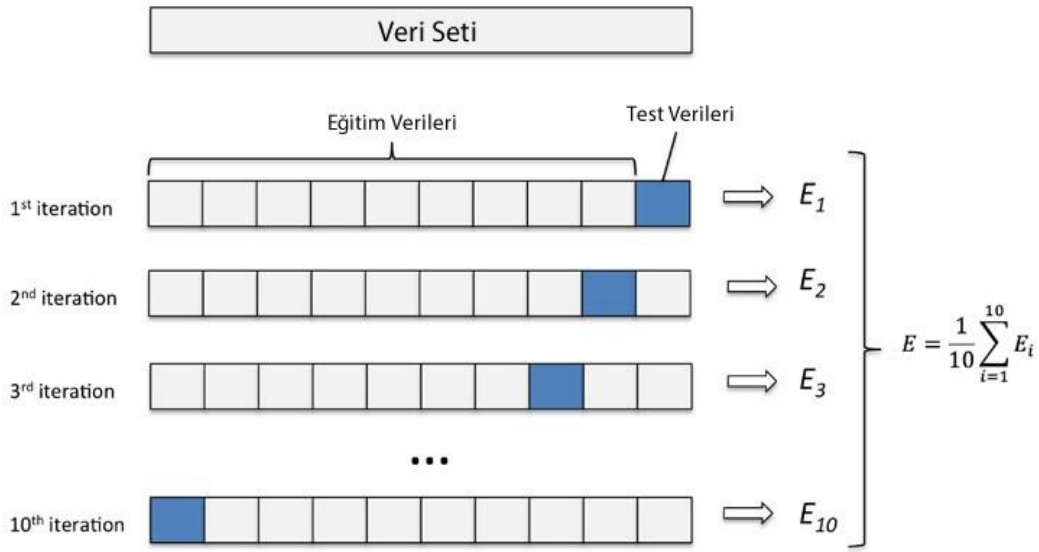 Veri Seti
Eğitim Verileri
Test Verileri
1st iteration
E1
2nd iteration
E2
E = 1/10 ∑ i=1 10 Ei
3rd iteration
E3
...
10th iteration
E10